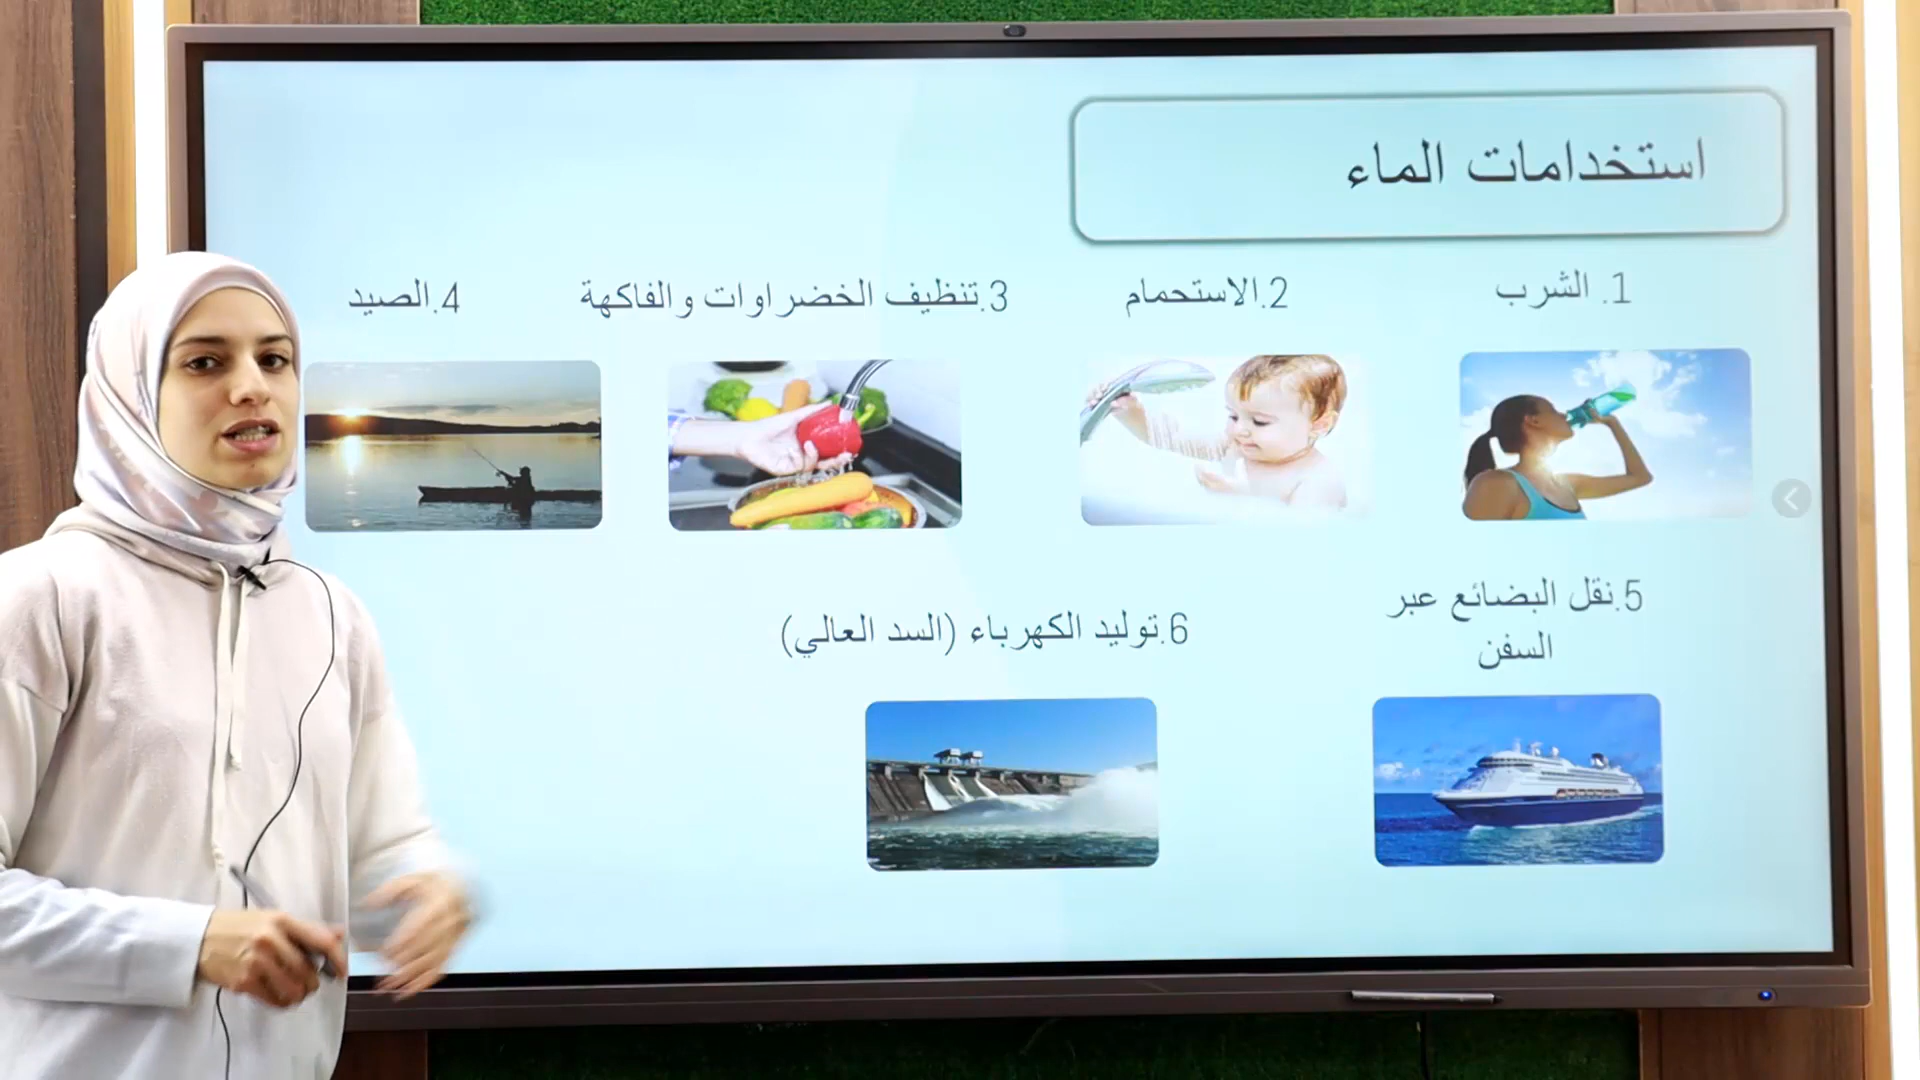 استخدامات الماء
1. الشرب
2.الاستحمام
3.تنظيف الخضراوات والفاكهة
4.الصيد
5.نقل البضائع عبر
السفن
6.توليد الكهرباء (السد العالي)